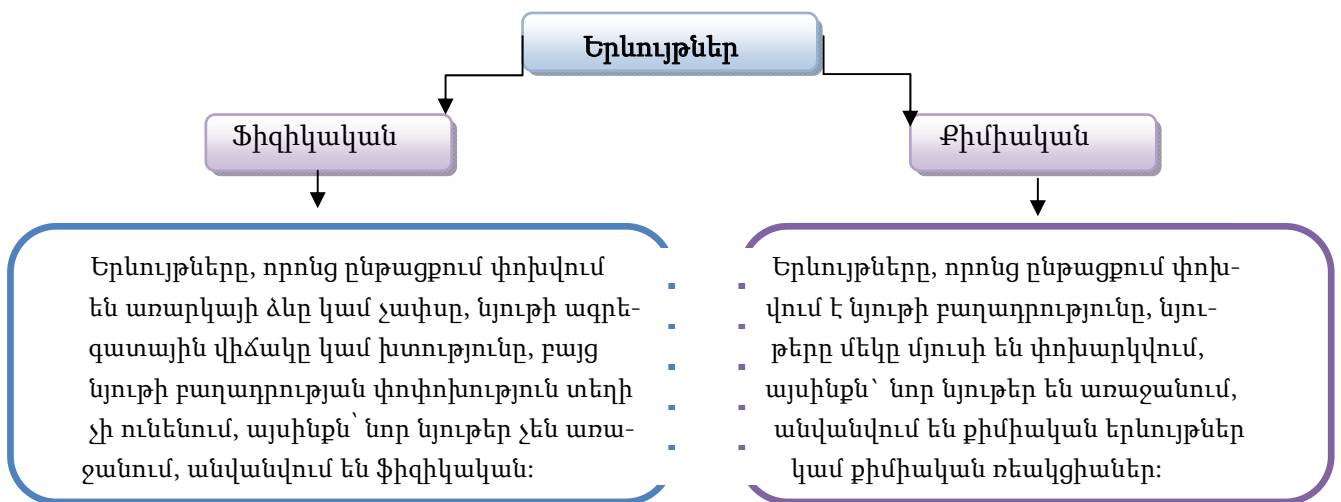 Երևույթներ
Ֆիզիկական
Քիմիական
Երևույթները, որոնց ընթացքում փոխվում
են առարկայի ձևը կամ չափսը, նյութի ագրե-
գատային վիճակը կամ խտությունը, բայց
նյութի բաղադրության փոփոխություն տեղի
չի ունենում, այսինքն՝ նոր նյութեր չեն առա-
ջանում, անվանվում են ֆիզիկական:
Երևույթները, որոնց ընթացքում փոխ-
վում է նյութի բաղադրությունը, նյու-
թերը մեկը մյուսի են փոխարկվում,
այսինքն՝ նոր նյութեր են առաջանում,
անվանվում են քիմիական երևույթներ
կամ քիմիական ռեակցիաներ: